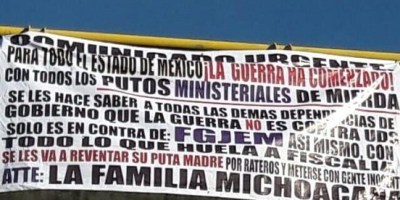 COMUNICADO URGENTE
PARA TODO EL ESTADO DE MEXICO ¡LA GUERRA HA COMENZADO!
CON TODOS LOS PUTOS MINISTERIALES DE MIERDA
SE LES HACE SABER A TODAS LAS DEMAS DEPENDENCIAS DE
GOBIERNO QUE LA GUERRA NO ES CONTRA UDS
SOLO ES EN CONTRA DE: FGJEM ASI MISMO, CON
TODO LO QUE HUELA A FISCALIA
SE LES VA A REVENTAR SU PUTA MADRE POR RATEROS Y METERSE CON GENTE INOCENTE
ATTE: LA FAMILIA MICHOACANA